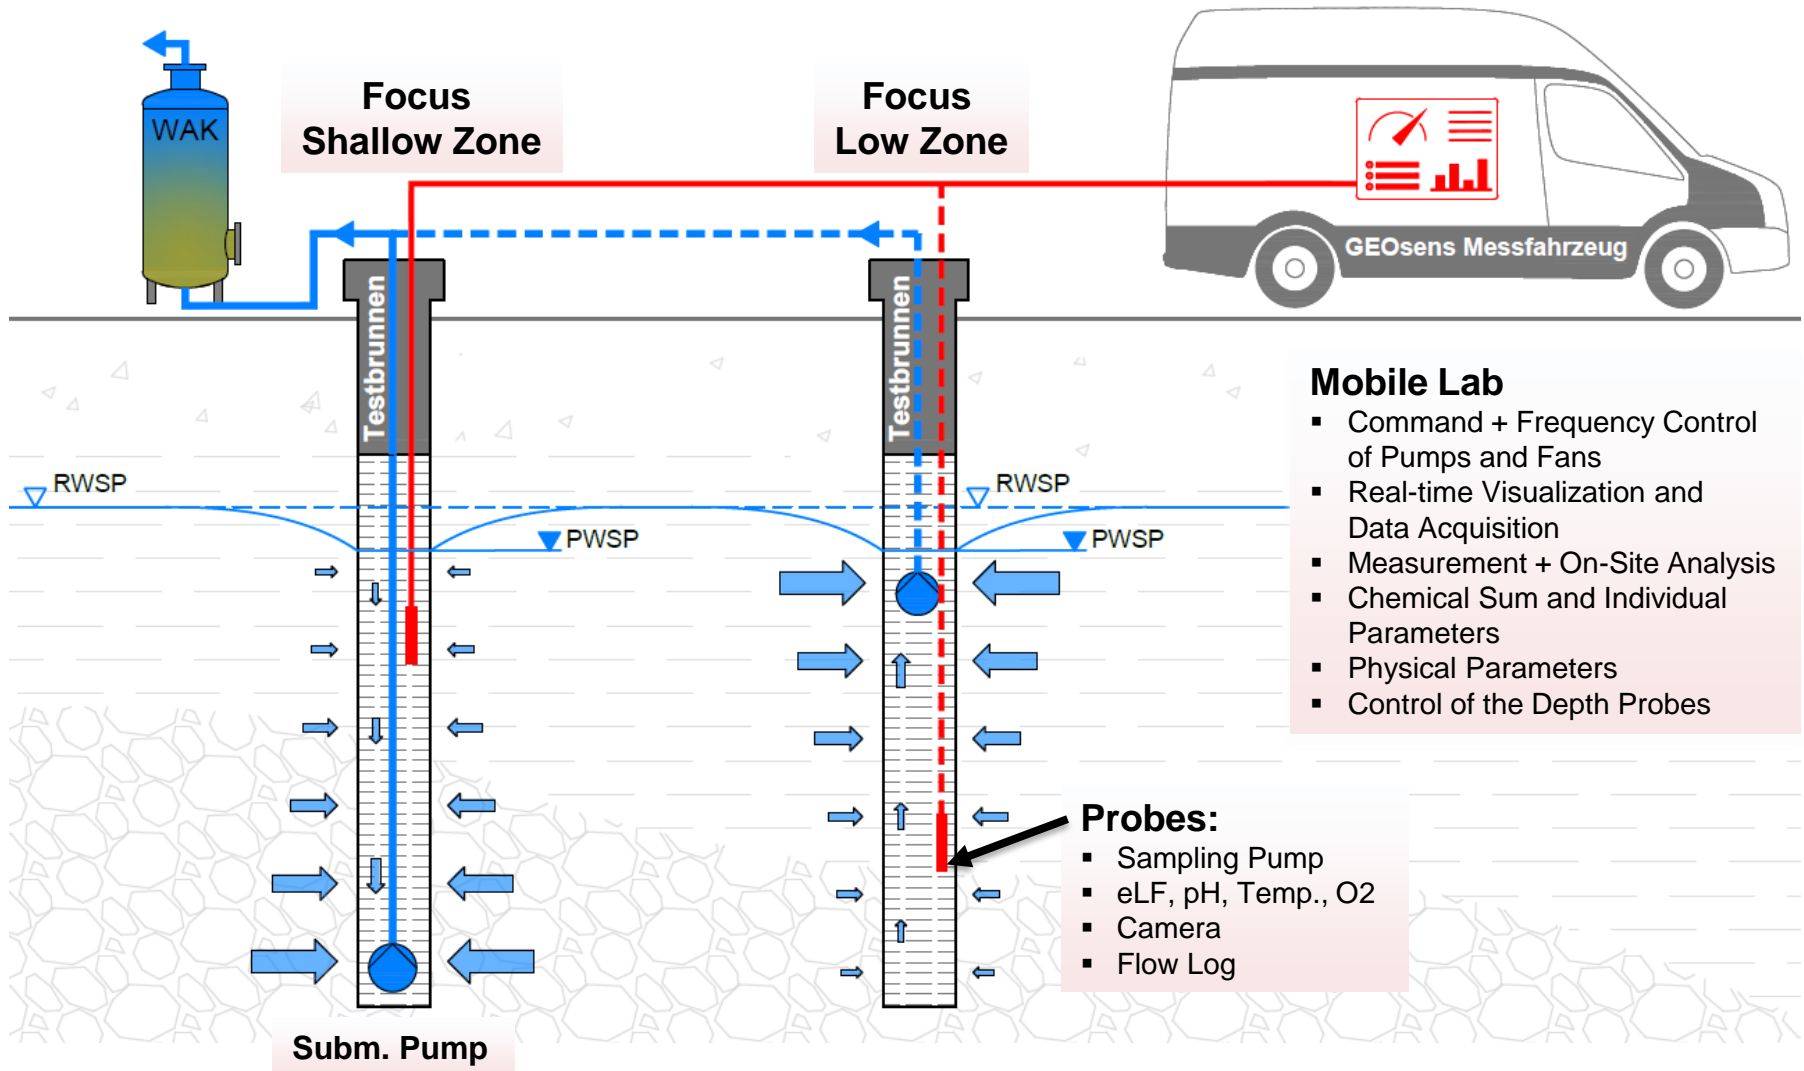 WAK
Focus
Shallow Zone
Focus
Low Zone
GEOsens Messfahrzeug
Testbrunnen
Testbrunnen
RWSP
PWSP
RWSP
PWSP
Mobile Lab
▪ Command + Frequency Control
of Pumps and Fans
▪ Real-time Visualization and
Data Acquisition
▪ Measurement + On-Site Analysis
▪ Chemical Sum and Individual
Parameters
▪ Physical Parameters
▪ Control of the Depth Probes
Probes:
▪ Sampling Pump
▪ eLF, pH, Temp., O2
▪ Camera
▪ Flow Log
Subm. Pump